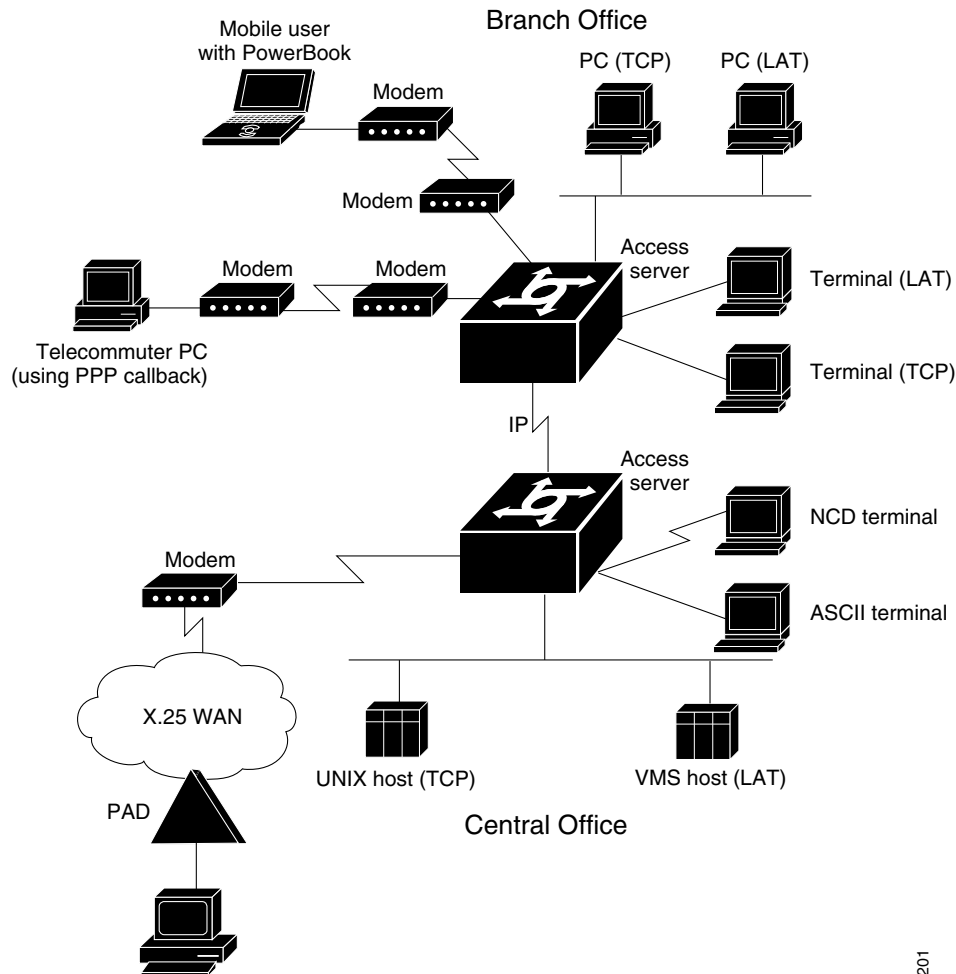 Branch Office
Mobile user
with PowerBook
PC (TCP)
PC (LAT)
Modem
Modem
Access
server
Modem
Modem
Terminal (LAT)
Telecommuter PC
(using PPP callback)
Terminal (TCP)
IP
Access
server
NCD terminal
Modem
ASCII terminal
X.25 WAN
UNIX host (TCP)
VMS host (LAT)
PAD
Central Office
201